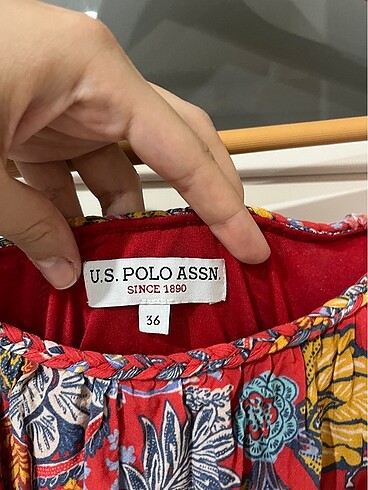 U.S. POLO ASSN.
SINCE 1890
36